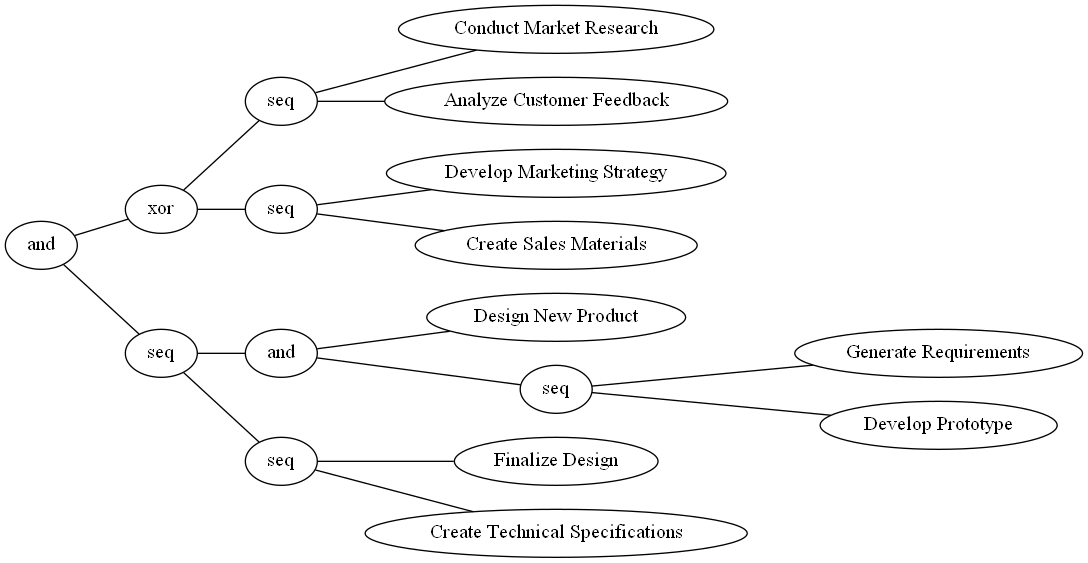 Conduct Market Research
seq
Analyze Customer Feedback
Develop Marketing Strategy
xor
seq
Create Sales Materials
and
Design New Product
seq
and
Generate Requirements
seq
Develop Prototype
seq
Finalize Design
Create Technical Specifications